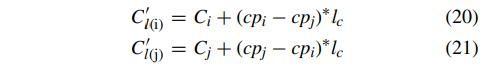 C′l(i) = Ci + (cpi − cpj)*lc (20)
C′l(j) = Cj + (cpj − cpi)*lc (21)